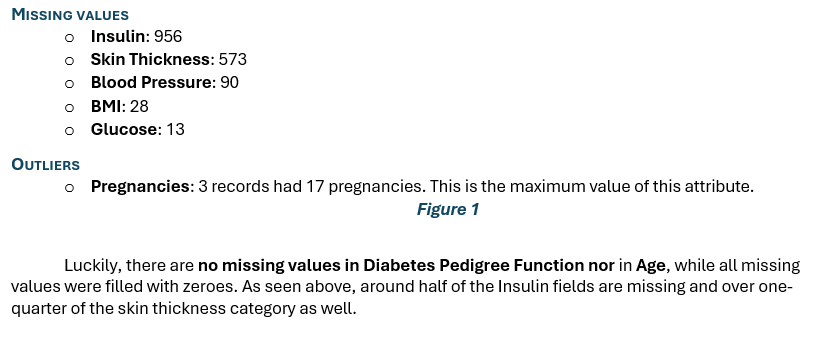 Missing values
o Insulin: 956
o Skin Thickness: 573
o Blood Pressure: 90
o BMI: 28
o Glucose: 13
Outliers
o Pregnancies: 3 records had 17 pregnancies. This is the maximum value of this attribute.
Figure 1
Luckily, there are no missing values in Diabetes Pedigree Function nor in Age, while all missing
values were filled with zeroes. As seen above, around half of the Insulin fields are missing and over one-
quarter of the skin thickness category as well.